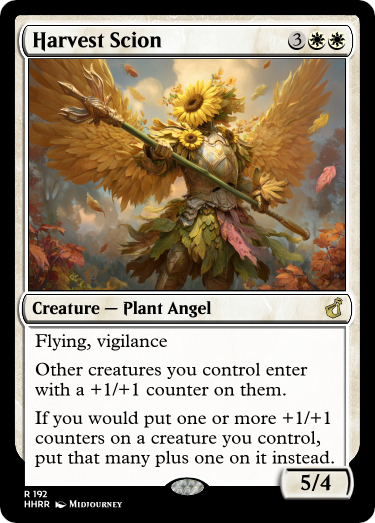 Harvest Scion 3
Creature — Plant Angel
Flying, vigilance
Other creatures you control enter
with a +1/+1 counter on them.
If you would put one or more +1/+1
counters on a creature you control,
put that many plus one on it instead.
5/4
R 192
HHRR Midjourney